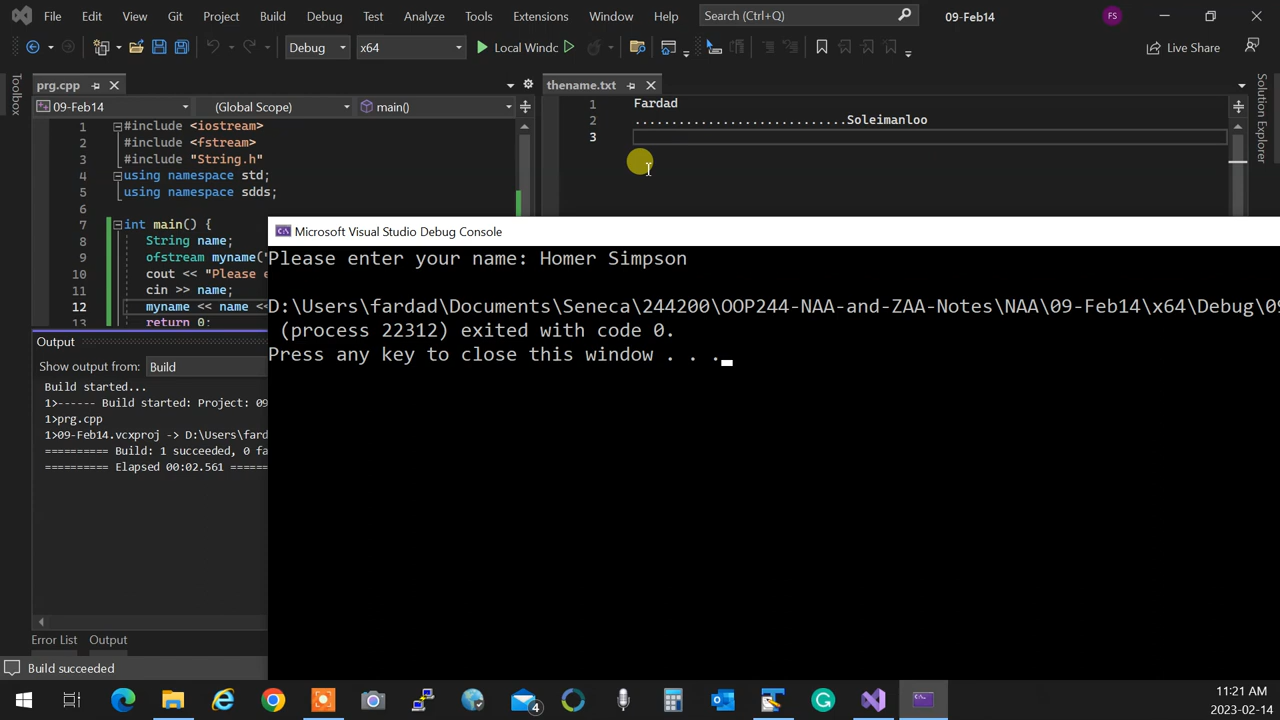 File Edit View Git Project Build Debug Test Analyze Tools Extensions Window Help Search (Ctrl+Q) 09-Feb14 FS
Debug x64 Local Windc Live Share
Toolbox
prg.cpp
09-Feb14 (Global Scope) main()
1 #include <iostream>
2 #include <fstream>
3 #include "String.h"
4 using namespace std;
5 using namespace sdds;
6
7 int main() {
8 String name;
9 ofstream myname("
10 cout << "Please e
11 cin >> name;
12 myname << name <<
13 return 0;
thename.txt
1 Fardad
2 ...........................Soleimanloo
3
Solution Explorer
Microsoft Visual Studio Debug Console
Please enter your name: Homer Simpson
D:\Users\fardad\Documents\Seneca\244200\OOP244-NAA-and-ZAA-Notes\NAA\09-Feb14\x64\Debug\09
(process 22312) exited with code 0.
Press any key to close this window . . .
Output
Show output from: Build
Build started...
1>------ Build started: Project: 09
1>prg.cpp
1>09-Feb14.vcxproj -> D:\Users\farda
========== Build: 1 succeeded, 0 fa
========== Elapsed 00:02.561 ======
Error List Output
Build succeeded
4
11:21 AM
2023-02-14